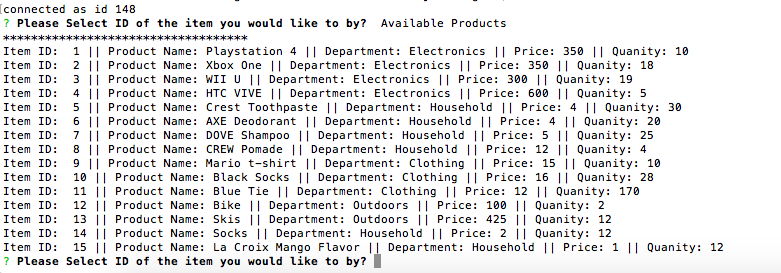 connected as id 148
? Please Select ID of the item you would like to by?  Available Products
***********************************
Item ID:  1 || Product Name: Playstation 4 || Department: Electronics || Price: 350 || Quanity: 10
Item ID:  2 || Product Name: Xbox One || Department: Electronics || Price: 350 || Quanity: 18
Item ID:  3 || Product Name: WII U || Department: Electronics || Price: 300 || Quanity: 19
Item ID:  4 || Product Name: HTC VIVE || Department: Electronics || Price: 600 || Quanity: 5
Item ID:  5 || Product Name: Crest Toothpaste || Department: Household || Price: 4 || Quanity: 30
Item ID:  6 || Product Name: AXE Deodorant || Department: Household || Price: 4 || Quanity: 20
Item ID:  7 || Product Name: DOVE Shampoo || Department: Household || Price: 5 || Quanity: 25
Item ID:  8 || Product Name: CREW Pomade || Department: Household || Price: 12 || Quanity: 4
Item ID:  9 || Product Name: Mario t-shirt || Department: Clothing || Price: 15 || Quanity: 10
Item ID:  10 || Product Name: Black Socks || Department: Clothing || Price: 16 || Quanity: 28
Item ID:  11 || Product Name: Blue Tie || Department: Clothing || Price: 12 || Quanity: 170
Item ID:  12 || Product Name: Bike || Department: Outdoors || Price: 100 || Quanity: 2
Item ID:  13 || Product Name: Skis || Department: Outdoors || Price: 425 || Quanity: 12
Item ID:  14 || Product Name: Socks || Department: Household || Price: 2 || Quanity: 12
Item ID:  15 || Product Name: La Croix Mango Flavor || Department: Household || Price: 1 || Quanity: 12
? Please Select ID of the item you would like to by?